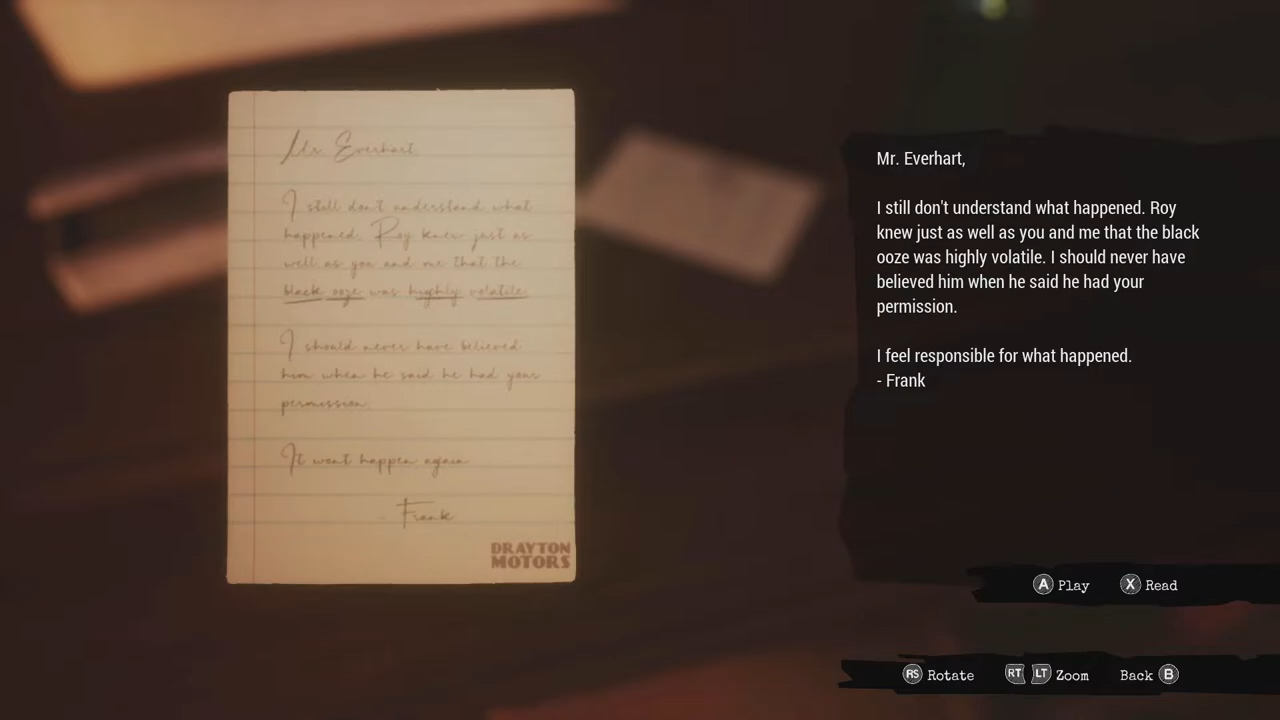 Mr. Everhart
I still don't understand what
happened. Roy knew just as
well as you and me that the
black ooze was highly volatile.
I should never have believed
him when he said he had your
permission.
It wont happen again
- Frank
DRAYTON
MOTORS
Mr. Everhart,
I still don't understand what happened. Roy
knew just as well as you and me that the black
ooze was highly volatile. I should never have
believed him when he said he had your
permission.
I feel responsible for what happened.
- Frank
A Play X Read
RS Rotate RT LT Zoom Back B